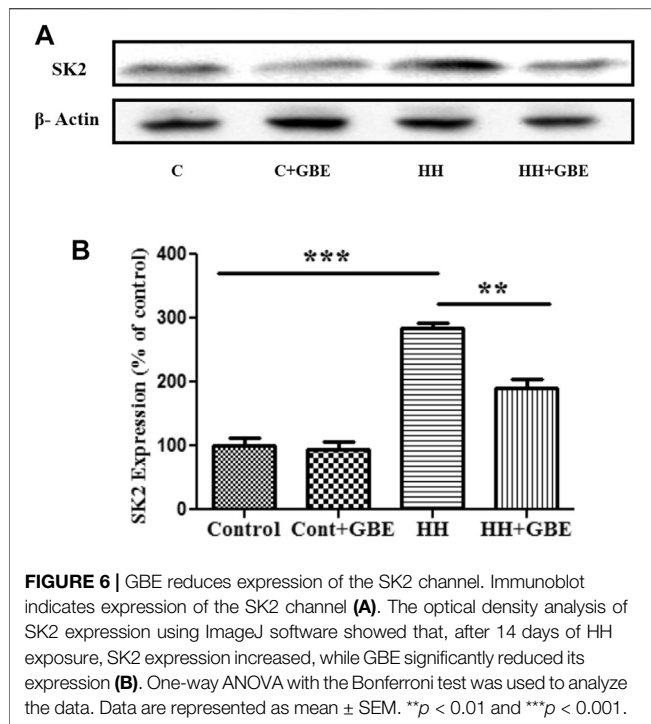 A
SK2
β- Actin
C C+GBE HH HH+GBE
B
SK2 Expression (% of control)
400
300
200
100
0
***
**
Control Cont+GBE HH HH+GBE
FIGURE 6 | GBE reduces expression of the SK2 channel. Immunoblot
indicates expression of the SK2 channel (A). The optical density analysis of
SK2 expression using ImageJ software showed that, after 14 days of HH
exposure, SK2 expression increased, while GBE significantly reduced its
expression (B). One-way ANOVA with the Bonferroni test was used to analyze
the data. Data are represented as mean ± SEM. **p < 0.01 and ***p < 0.001.